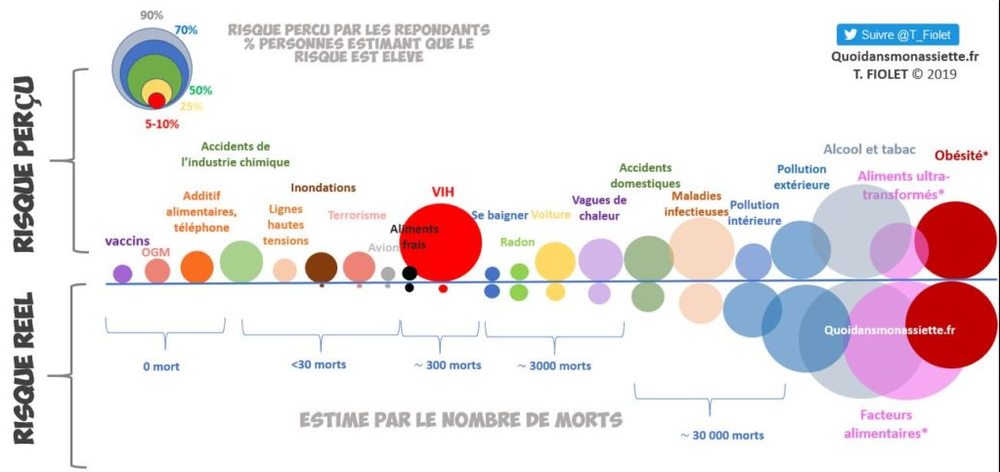 90%
70%
50%
25%
5-10%
RISQUE PERCU PAR LES REPONDANTS
% PERSONNES ESTIMANT QUE LE
RISQUE EST ELEVE
Suivre @T_Fiolet
Quoidansmonassiette.fr
T. FIOLET © 2019
RISQUE PERÇU
vaccins
OGM
Additif
alimentaires,
téléphone
Accidents de
l’industrie chimique
Lignes
hautes
tensions
Inondations
Terrorisme
Avion
Aliments
frais
VIH
Se baigner
Radon
Voiture
Vagues de
chaleur
Accidents
domestiques
Maladies
infectieuses
Pollution
intérieure
Pollution
extérieure
Alcool et tabac
Aliments ultra-
transformés*
Obésité*
RISQUE REEL
0 mort
<30 morts
~ 300 morts
~ 3000 morts
~ 30 000 morts
Quoidansmonassiette.fr
Facteurs
alimentaires*
ESTIME PAR LE NOMBRE DE MORTS